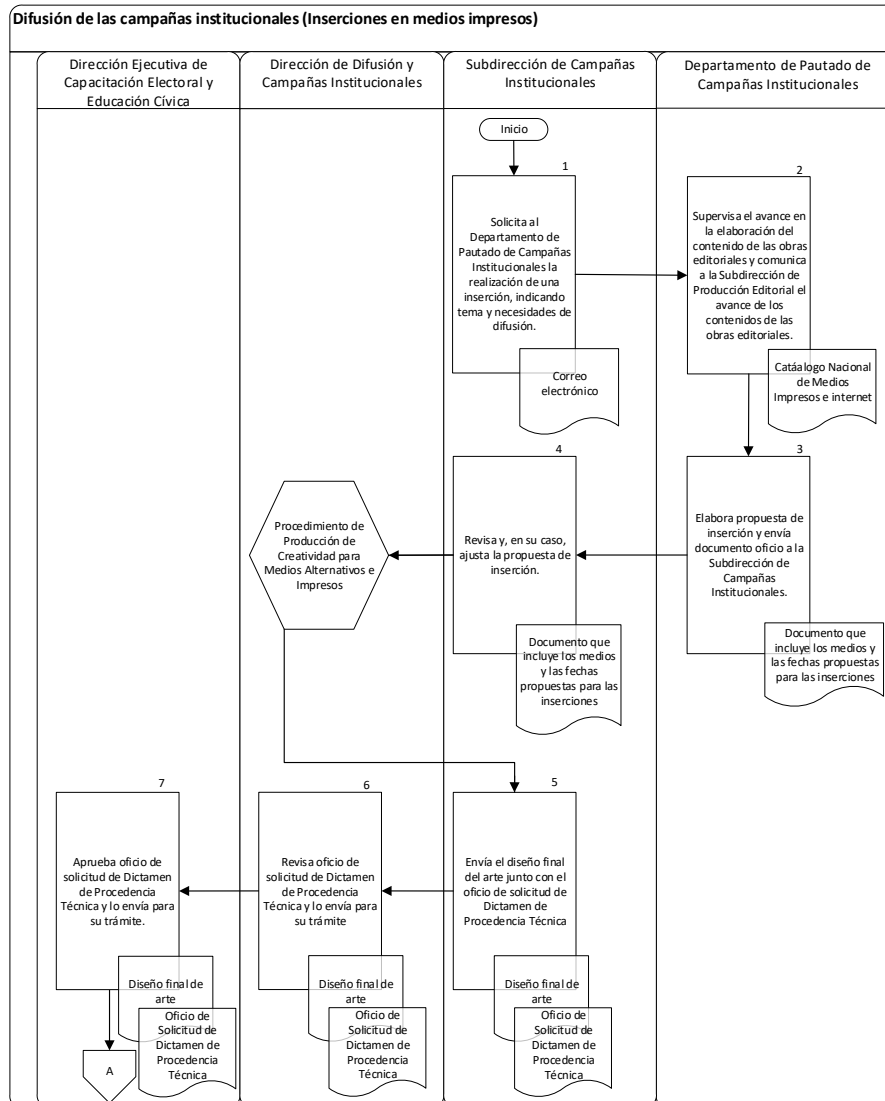 Difusión de las campañas institucionales (Inserciones en medios impresos)
Dirección Ejecutiva de
Capacitación Electoral y
Educación Cívica
Dirección de Difusión y
Campañas Institucionales
Subdirección de Campañas
Institucionales
Departamento de Pautado de
Campañas Institucionales
Inicio
1
Solicita al
Departamento de
Pautado de Campañas
Institucionales la
realización de una
inserción, indicando
tema y necesidades de
difusión.
Correo
electrónico
2
Supervisa el avance en
la elaboración del
contenido de las obras
editoriales y comunica
a la Subdirección de
Producción Editorial el
avance de los
contenidos de las
obras editoriales.
Catáalogo Nacional
de Medios
Impresos e internet
3
Elabora propuesta de
inserción y envía
documento oficio a la
Subdirección de
Campañas
Institucionales.
Documento que
incluye los medios y
las fechas propuestas
para las inserciones
4
Revisa y, en su caso,
ajusta la propuesta de
inserción.
Documento que
incluye los medios
y las fechas
propuestas para las
inserciones
Procedimiento de
Producción de
Creatividad para
Medios Alternativos e
Impresos
5
Envía el diseño final
del arte junto con el
oficio de solicitud de
Dictamen de
Procedencia Técnica
Diseño final de
arte
Oficio de
Solicitud de
Dictamen de
Procedencia
Técnica
6
Revisa oficio de
solicitud de Dictamen
de Procedencia
Técnica y lo envía para
su trámite
Diseño final de
arte
Oficio de
Solicitud de
Dictamen de
Procedencia
Técnica
7
Aprueba oficio de
solicitud de Dictamen
de Procedencia
Técnica y lo envía para
su trámite.
Diseño final de
arte
Oficio de
Solicitud de
Dictamen de
Procedencia
Técnica
A